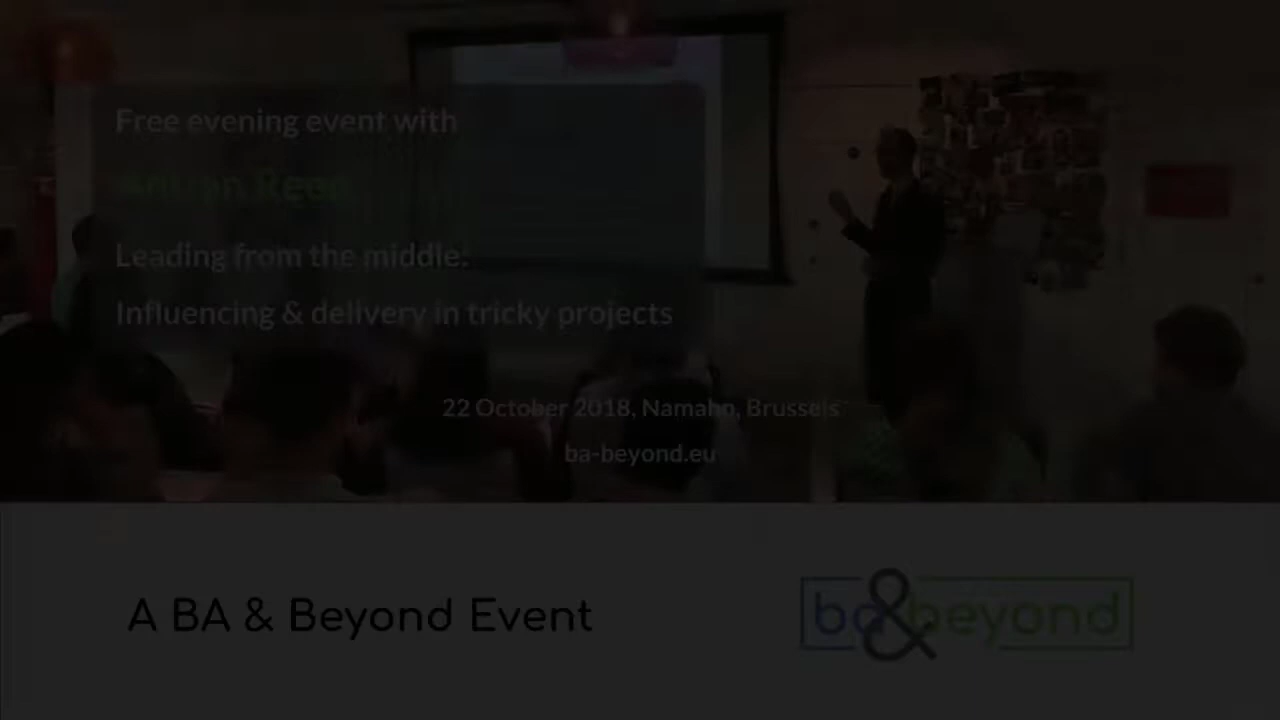 Free evening event with
Leading from the middle:
Influencing & delivery in tricky projects
22 October 2018, Namahn, Brussels
ba-beyond.eu
A BA & Beyond Event
ba&beyond